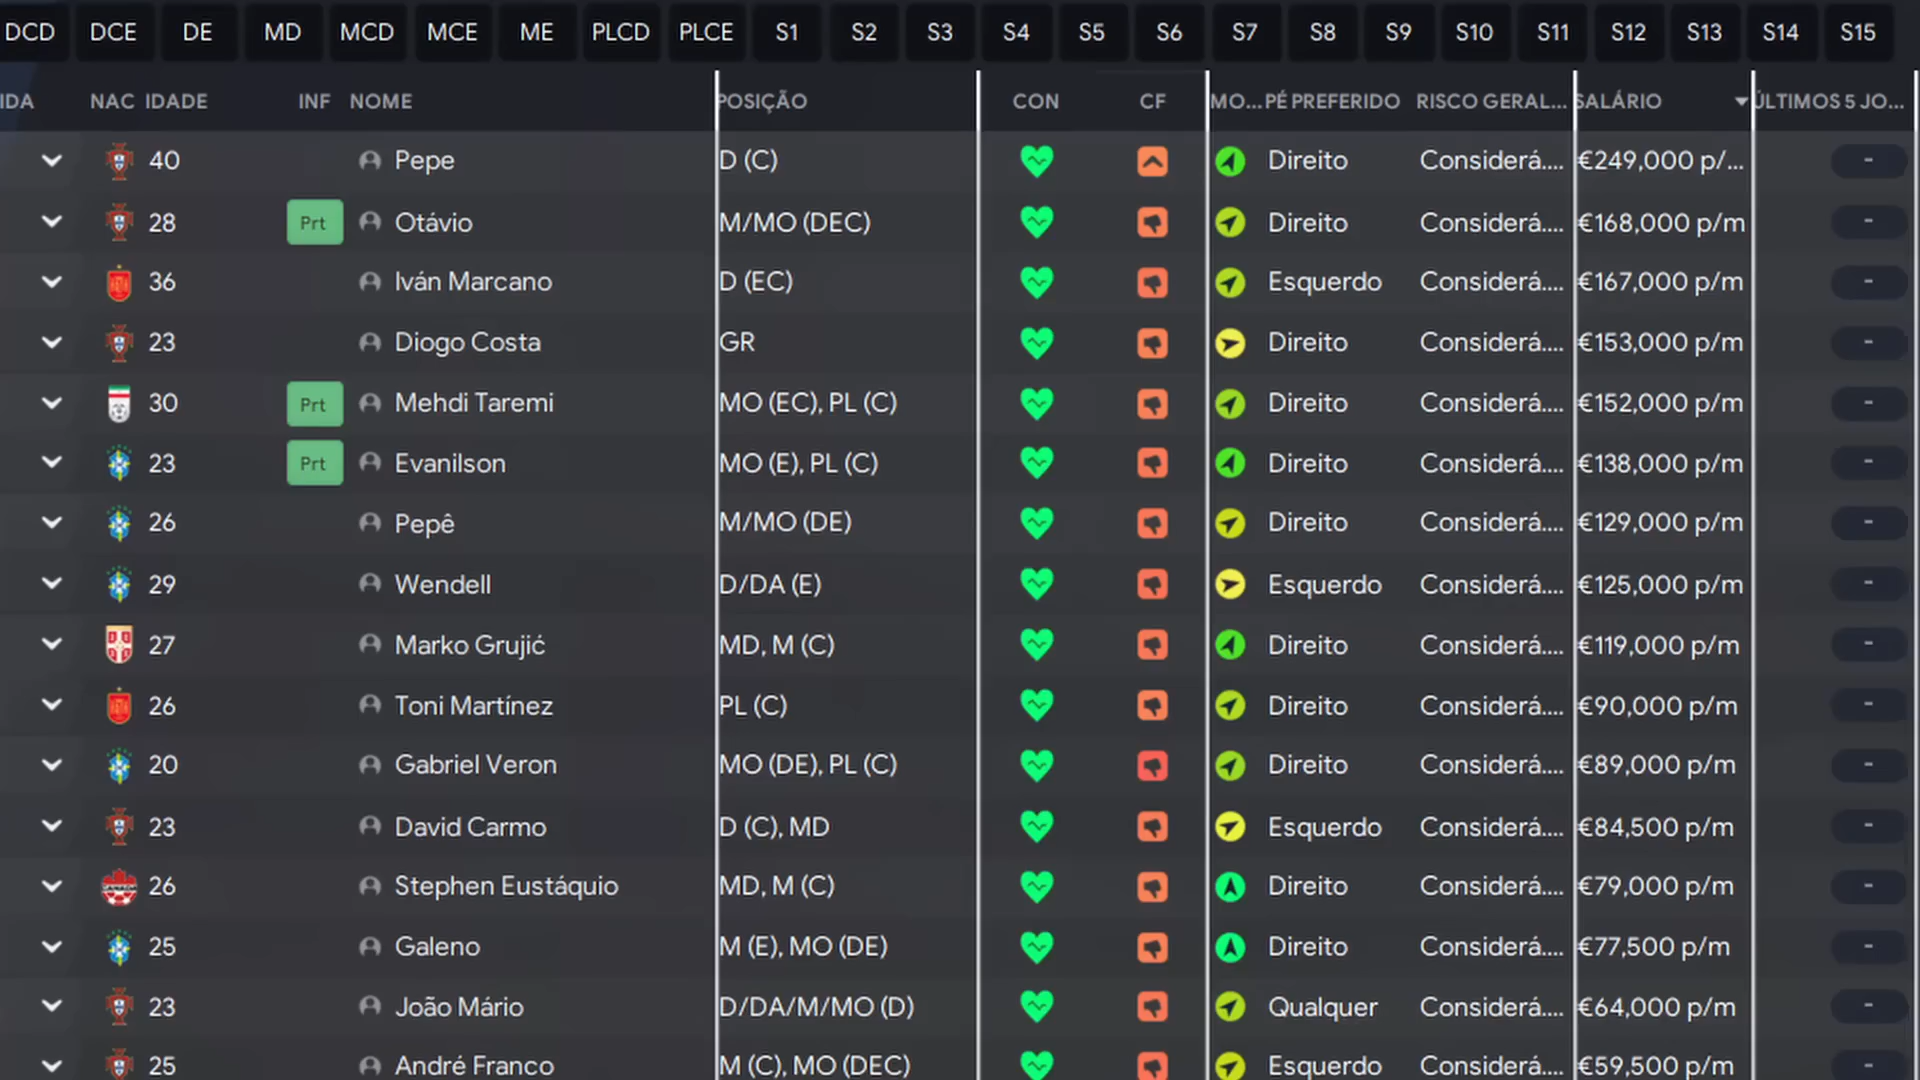 DCD DCE DE MD MCD MCE ME PLCD PLCE S1 S2 S3 S4 S5 S6 S7 S8 S9 S10 S11 S12 S13 S14 S15
IDA NAC IDADE INF NOME POSIÇÃO CON CF MO... PÉ PREFERIDO RISCO GERAL... SALÁRIO ÚLTIMOS 5 JO...
40 Pepe D (C) Direito Considerá.... €249,000 p/... -
28 Prt Otávio M/MO (DEC) Direito Considerá.... €168,000 p/m -
36 Iván Marcano D (EC) Esquerdo Considerá.... €167,000 p/m -
23 Diogo Costa GR Direito Considerá.... €153,000 p/m -
30 Prt Mehdi Taremi MO (EC), PL (C) Direito Considerá.... €152,000 p/m -
23 Prt Evanilson MO (E), PL (C) Direito Considerá.... €138,000 p/m -
26 Pepê M/MO (DE) Direito Considerá.... €129,000 p/m -
29 Wendell D/DA (E) Esquerdo Considerá.... €125,000 p/m -
27 Marko Grujić MD, M (C) Direito Considerá.... €119,000 p/m -
26 Toni Martínez PL (C) Direito Considerá.... €90,000 p/m -
20 Gabriel Veron MO (DE), PL (C) Direito Considerá.... €89,000 p/m -
23 David Carmo D (C), MD Esquerdo Considerá.... €84,500 p/m -
CANADA 26 Stephen Eustáquio MD, M (C) Direito Considerá.... €79,000 p/m -
25 Galeno M (E), MO (DE) Direito Considerá.... €77,500 p/m -
23 João Mário D/DA/M/MO (D) Qualquer Considerá.... €64,000 p/m -
25 André Franco M (C), MO (DEC) Esquerdo Considerá.... €59,500 p/m -